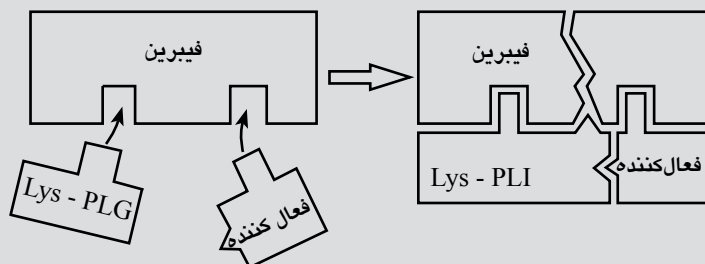 فیبرین
Lys - PLG
فعال کننده
فیبرین
Lys - PLI
فعال‌کننده